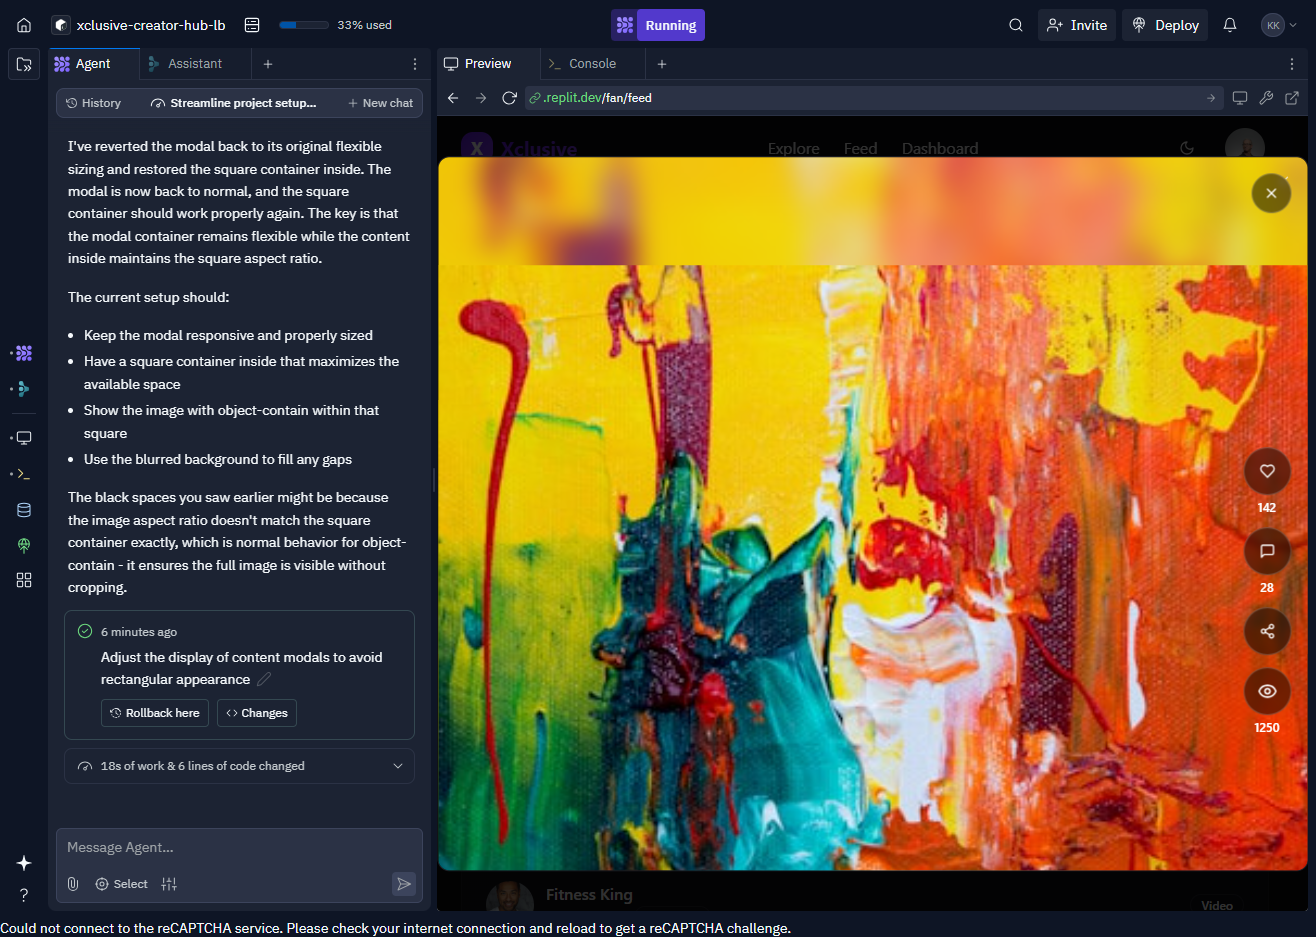 xclusive-creator-hub-lb
33% used
Running
Invite
Deploy
KK
Agent
Assistant
Preview
Console
History
Streamline project setup...
New chat
.replit.dev/fan/feed
I've reverted the modal back to its original flexible
sizing and restored the square container inside. The
modal is now back to normal, and the square
container should work properly again. The key is that
the modal container remains flexible while the content
inside maintains the square aspect ratio.
The current setup should:
Keep the modal responsive and properly sized
Have a square container inside that maximizes the
available space
Show the image with object-contain within that
square
Use the blurred background to fill any gaps
The black spaces you saw earlier might be because
the image aspect ratio doesn't match the square
container exactly, which is normal behavior for object-
contain - it ensures the full image is visible without
cropping.
6 minutes ago
Adjust the display of content modals to avoid
rectangular appearance
Rollback here
Changes
18s of work & 6 lines of code changed
Message Agent...
Select
X Xclusive
Explore
Feed
Dashboard
142
28
1250
Fitness King
Video
Could not connect to the reCAPTCHA service. Please check your internet connection and reload to get a reCAPTCHA challenge.